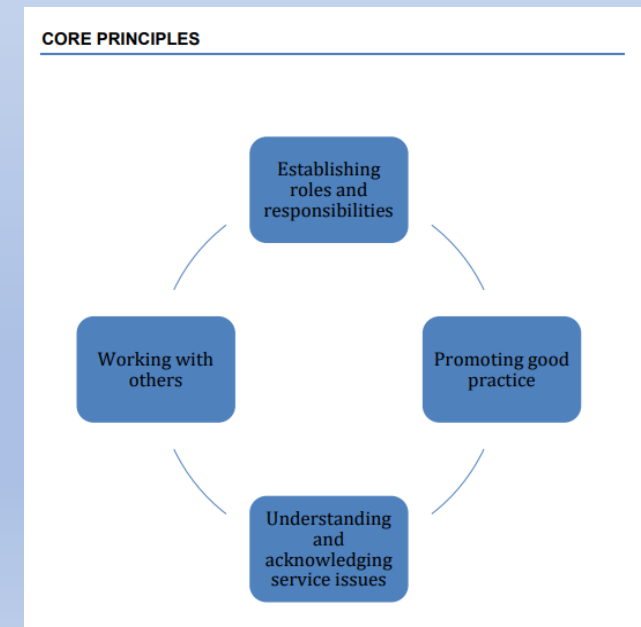 CORE PRINCIPLES
Establishing
roles and
responsibilities
Working with
others
Promoting good
practice
Understanding
and
acknowledging
service issues